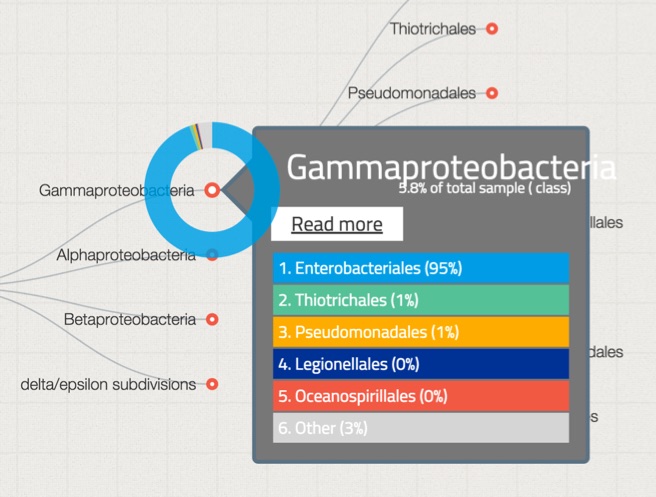 Thiotrichales
Pseudomonadales
Gammaproteobacteria
Gammaproteobacteria
5.8% of total sample ( class)
Read more
llales
Alphaproteobacteria
1. Enterobacteriales (95%)
2. Thiotrichales (1%)
Betaproteobacteria
3. Pseudomonadales (1%)
dales
4. Legionellales (0%)
delta/epsilon subdivisions
5. Oceanospirillales (0%)
s
6. Other (3%)